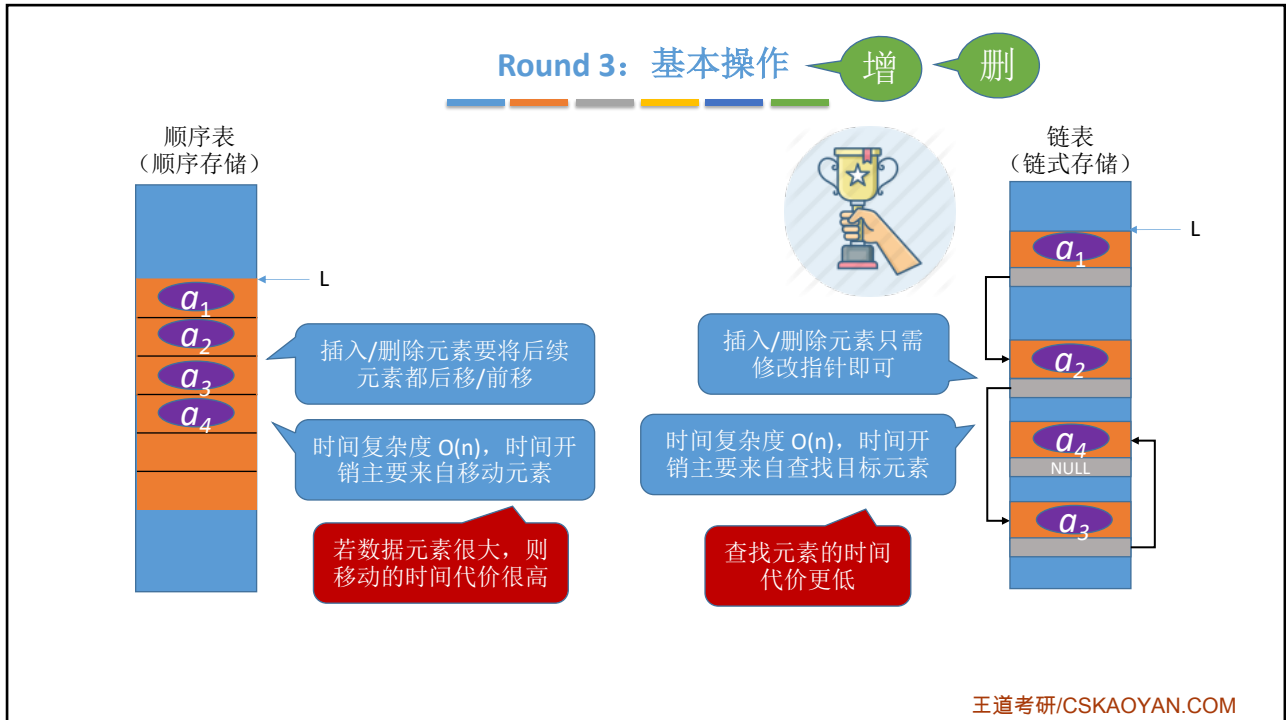 Round 3：基本操作
增
删
顺序表
（顺序存储）
L
a1
a2
a3
a4
插入/删除元素要将后续
元素都后移/前移
时间复杂度 O(n)，时间开
销主要来自移动元素
若数据元素很大，则
移动的时间代价很高
链表
（链式存储）
L
a1
a2
a4
NULL
a3
插入/删除元素只需
修改指针即可
时间复杂度 O(n)，时间开
销主要来自查找目标元素
查找元素的时间
代价更低
王道考研/CSKAOYAN.COM